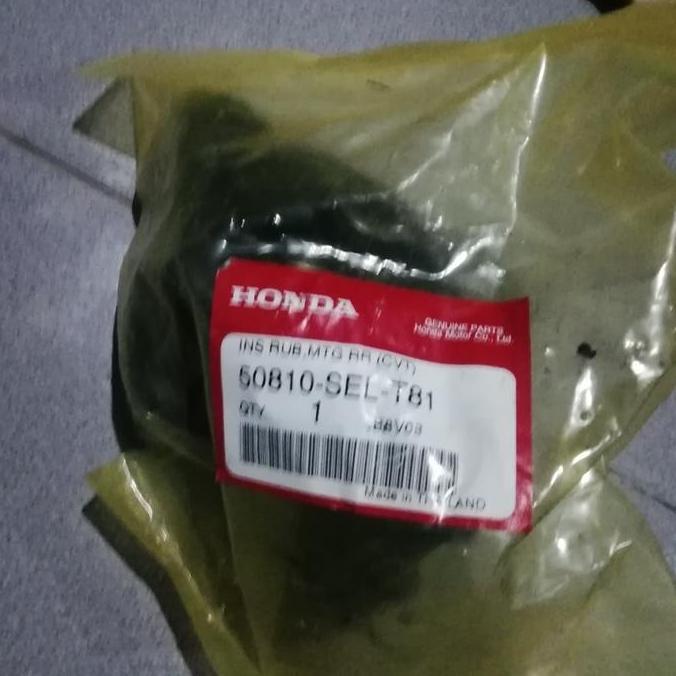 HONDA
GENUINE PARTS
Honda Motor Co., Ltd.
INS RUB,MTG RR (CVT)
50810-SEL-T81
QTY 1 BBV03
Made in THAILAND